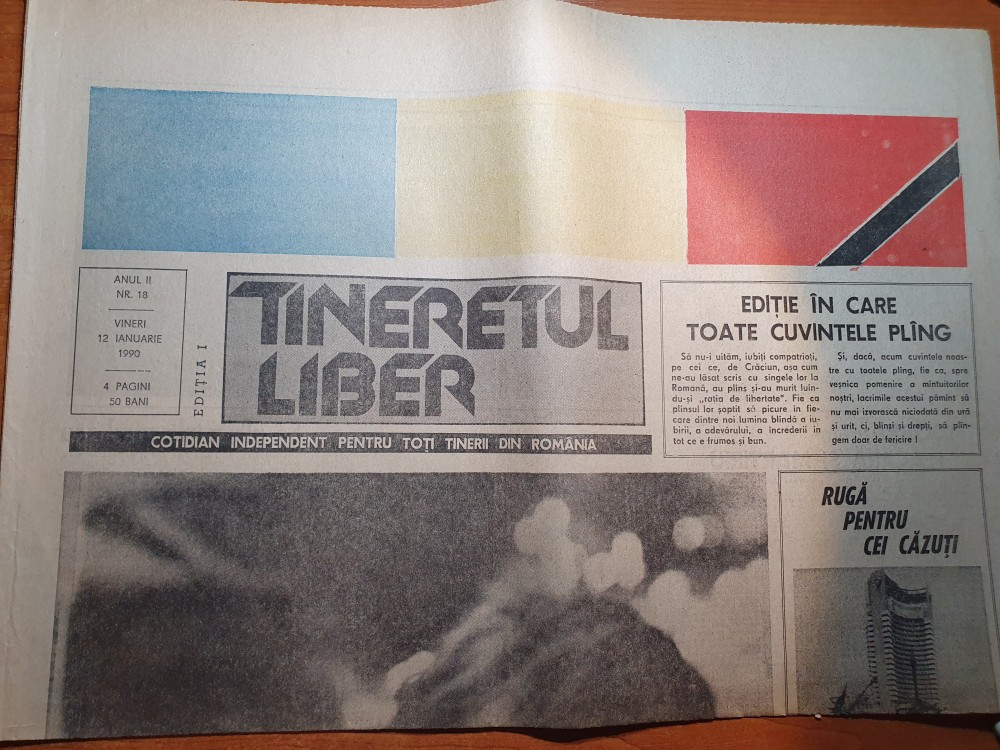 ANUL II
NR. 18
VINERI
12 IANUARIE
1990
4 PAGINI
50 BANI
EDIȚIA I
TINERETUL
LIBER
COTIDIAN INDEPENDENT PENTRU TOȚI TINERII DIN ROMÂNIA
EDIȚIE ÎN CARE
TOATE CUVINTELE PLÎNG
Să nu-i uităm, iubiți compatrioți,
pe cei ce, de Crăciun, așa cum
ne-au lăsat scris cu sîngele lor la
Romană, au plîns și-au murit luîn-
du-și „rația de libertate". Fie ca
plînsul lor șoptit să picure în fie-
care dintre noi lumina blîndă a iu-
birii, a adevărului, a încrederii în
tot ce e frumos și bun.
Și, dacă, acum cuvintele noas-
tre cu toatele plîng, fie ca, spre
veșnica pomenire a mîntuitorilor
noștri, lacrimile acestui pămînt să
nu mai izvorască niciodată din ură
și urît, ci, blînzi și drepți, să plîn-
gem doar de fericire !
RUGĂ
PENTRU
CEI CĂZUȚI